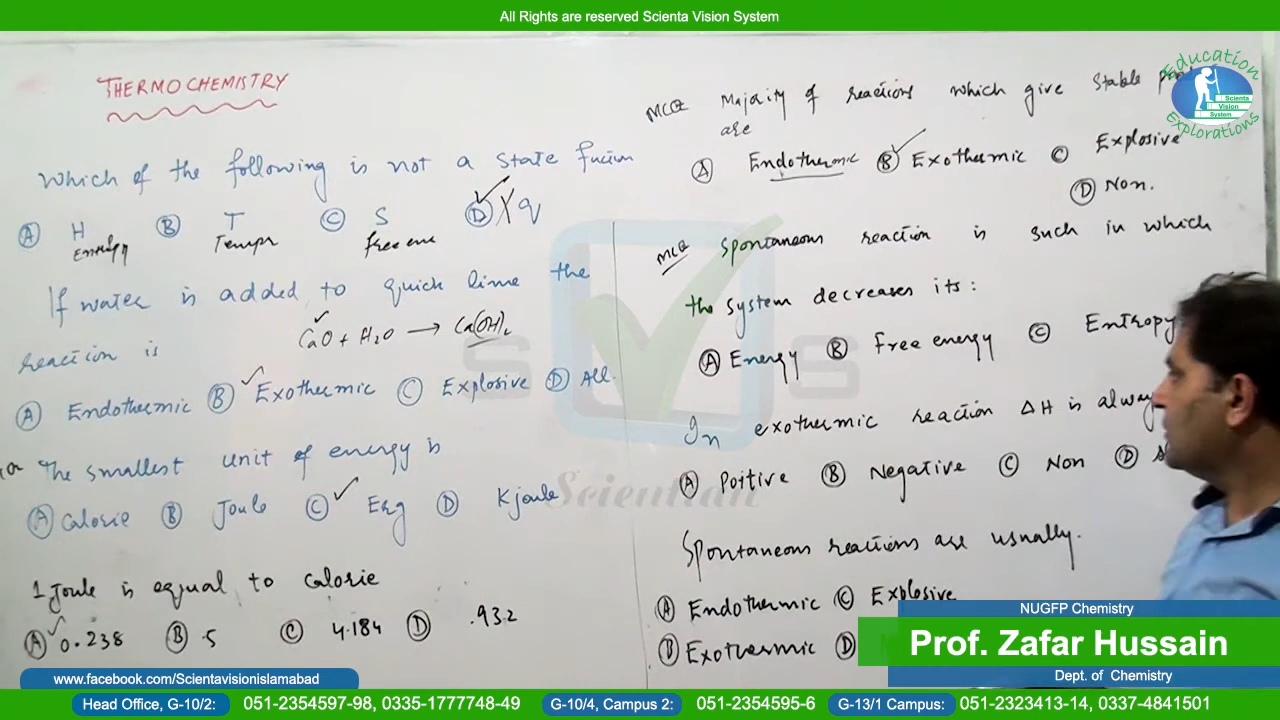 All Rights are reserved Scienta Vision System
THERMOCHEMISTRY
Which of the following is not a state
(A) H (B) T (C) S (D) q
Tempr free ene
If water is added to quick lime the
CaO + H2O → Ca(OH)2
reaction is
(A) Endothermic (B) Exothermic (C) Explosive (D) All.
The smallest unit of energy is
(A) Calorie (B) Joule (C) Erg (D) KJoule
1 Joule is equal to calorie
(A) 0.238 (B) .5 (C) 4.184 (D) .932
MCQ Majority of reactions which give stable
are
(A) Endothermic (B) Exothermic (C) Explosive
(D) Non.
MCQ Spontaneous reaction is such in which
the system decreases its:
(A) Energy (B) free energy (C) Entropy
In exothermic reaction ΔH is
(A) Poitive (B) Negative (C) Non (D)
Spontaneous reactions are usually.
(A) Endothermic (C) Explosive
(B) Exothermic (D)
Education
Scienta
Vision
System
Explorations
S S
Scientian
NUGFP Chemistry
Prof. Zafar Hussain
Dept. of Chemistry
www.facebook.com/Scientavisionislamabad
Head Office, G-10/2: 051-2354597-98, 0335-1777748-49 G-10/4, Campus 2: 051-2354595-6 G-13/1 Campus: 051-2323413-14, 0337-4841501